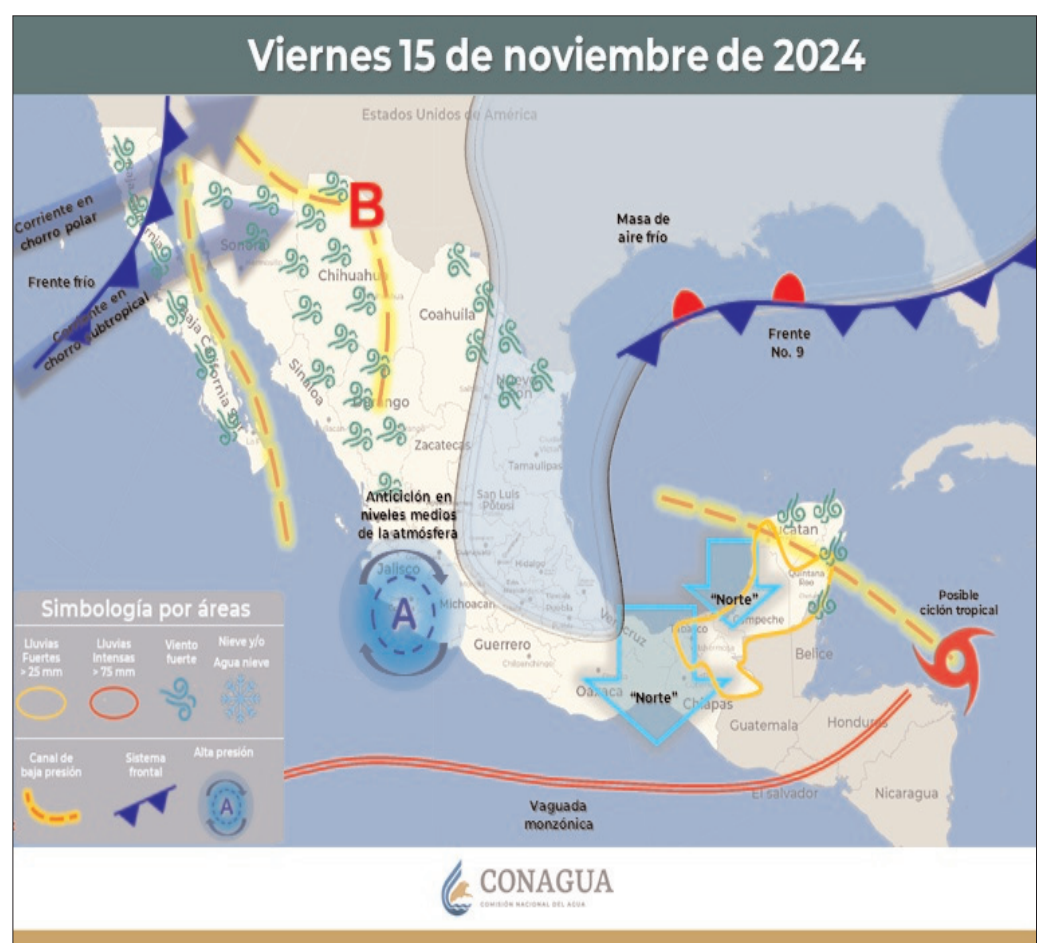 Viernes 15 de noviembre de 2024
Estados Unidos de América
Corriente en
chorro polar
Frente frío
Corriente en
chorro subtropical
Baja California
Sonora
B
Chihuahua
Coahuila
Masa de
aire frío
Frente
No. 9
Baja California Sur
Sinaloa
Durango
Nuevo
León
Zacatecas
Tamaulipas
San Luis
Potosí
Anticiclón en
niveles medios
de la atmósfera
Jalisco
A
Michoacán
Guerrero
Hidalgo
Puebla
Veracruz
Oaxaca
Tabasco
Chiapas
Yucatán
Quintana
Roo
Campeche
"Norte"
"Norte"
Belice
Guatemala
Honduras
El salvador
Nicaragua
Posible
ciclón tropical
Vaguada
monzónica
Simbología por áreas
Lluvias
Fuertes
> 25 mm
Lluvias
Intensas
> 75 mm
Viento
fuerte
Nieve y/o
Agua nieve
Canal de
baja presión
Sistema
frontal
Alta presión
A
CONAGUA
COMISIÓN NACIONAL DEL AGUA